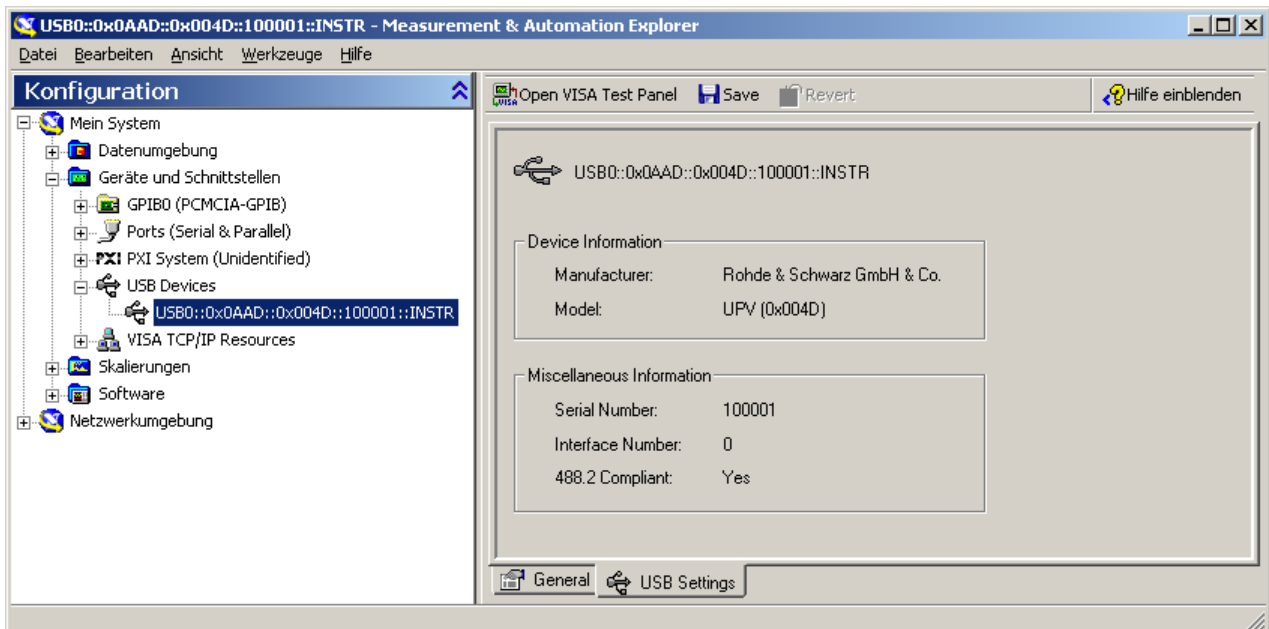 USB0::0x0AAD::0x004D::100001::INSTR - Measurement & Automation Explorer
Datei Bearbeiten Ansicht Werkzeuge Hilfe
Konfiguration
Mein System
Datenumgebung
Geräte und Schnittstellen
GPIB0 (PCMCIA-GPIB)
Ports (Serial & Parallel)
PXI PXI System (Unidentified)
USB Devices
USB0::0x0AAD::0x004D::100001::INSTR
VISA TCP/IP Resources
Skalierungen
Software
Netzwerkumgebung
VISA Open VISA Test Panel Save Revert Hilfe einblenden
USB0::0x0AAD::0x004D::100001::INSTR
Device Information
Manufacturer: Rohde & Schwarz GmbH & Co.
Model: UPV (0x004D)
Miscellaneous Information
Serial Number: 100001
Interface Number: 0
488.2 Compliant: Yes
General USB Settings